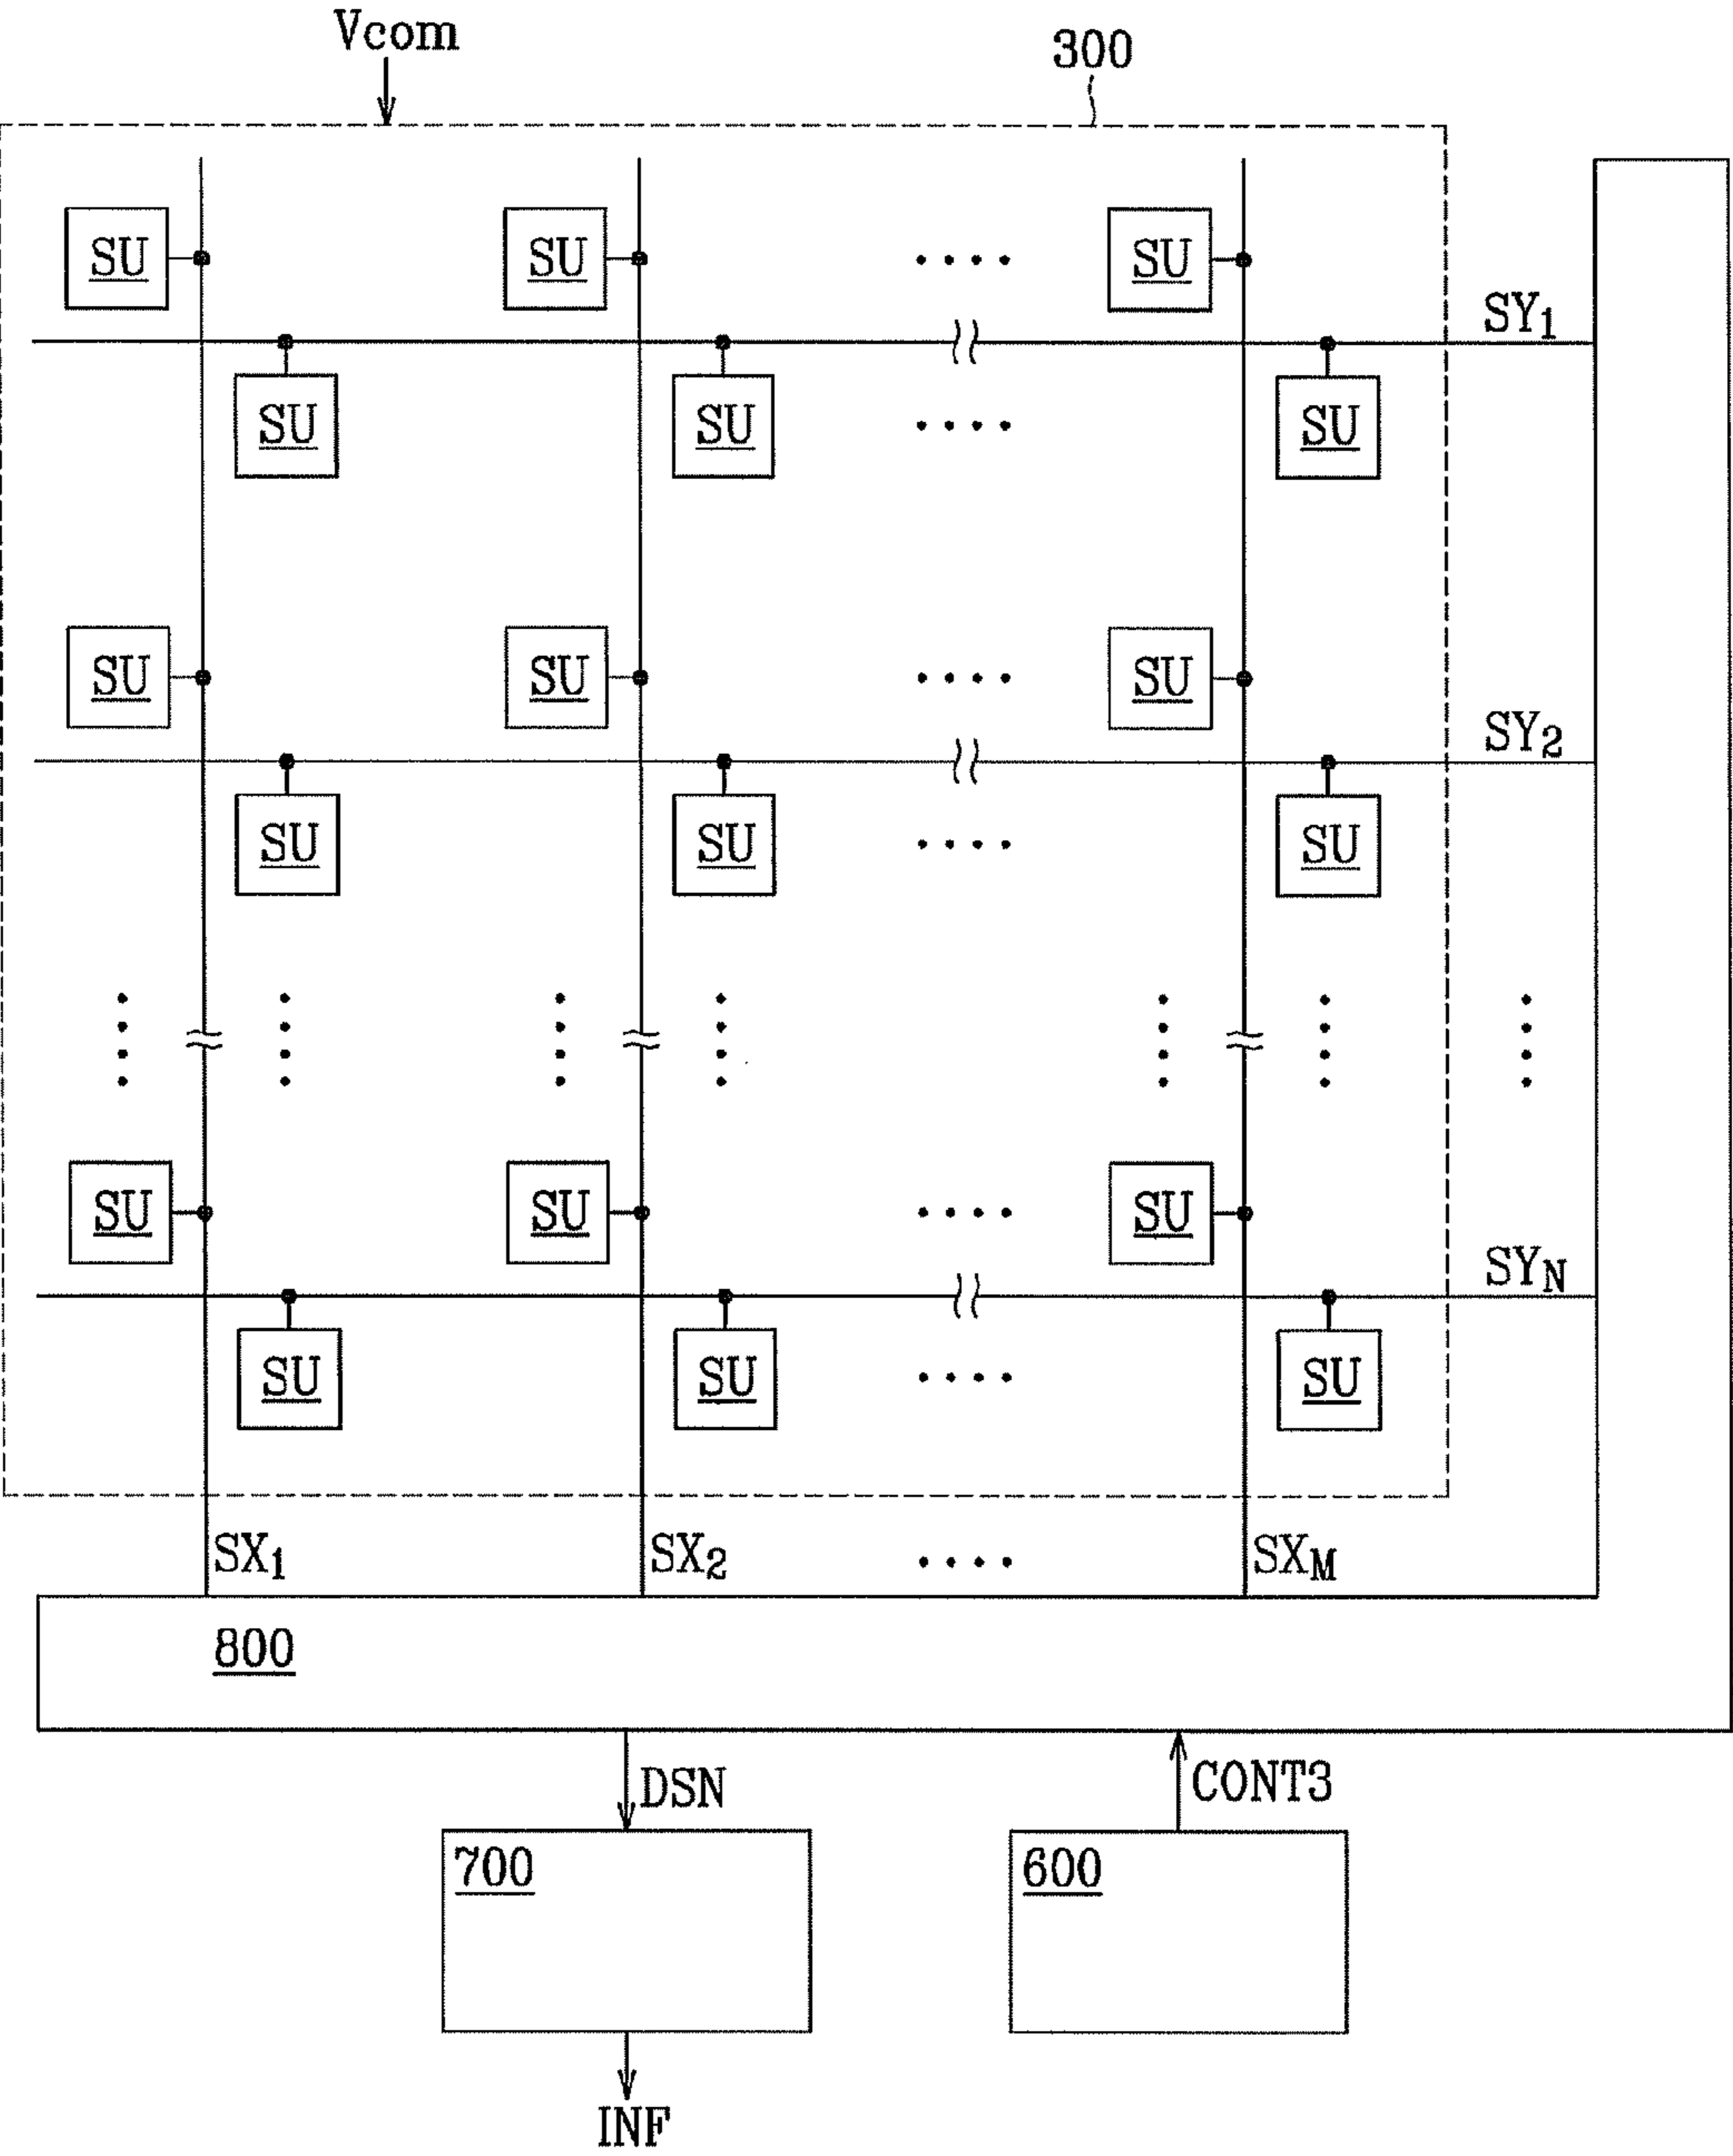 Vcom
300
SU SU SU
SY1
SU SU SU
SU SU SU
SY2
SU SU SU
SU SU SU
SYN
SU SU SU
SX1 SX2 SXM
800
DSN CONT3
700 600
INF